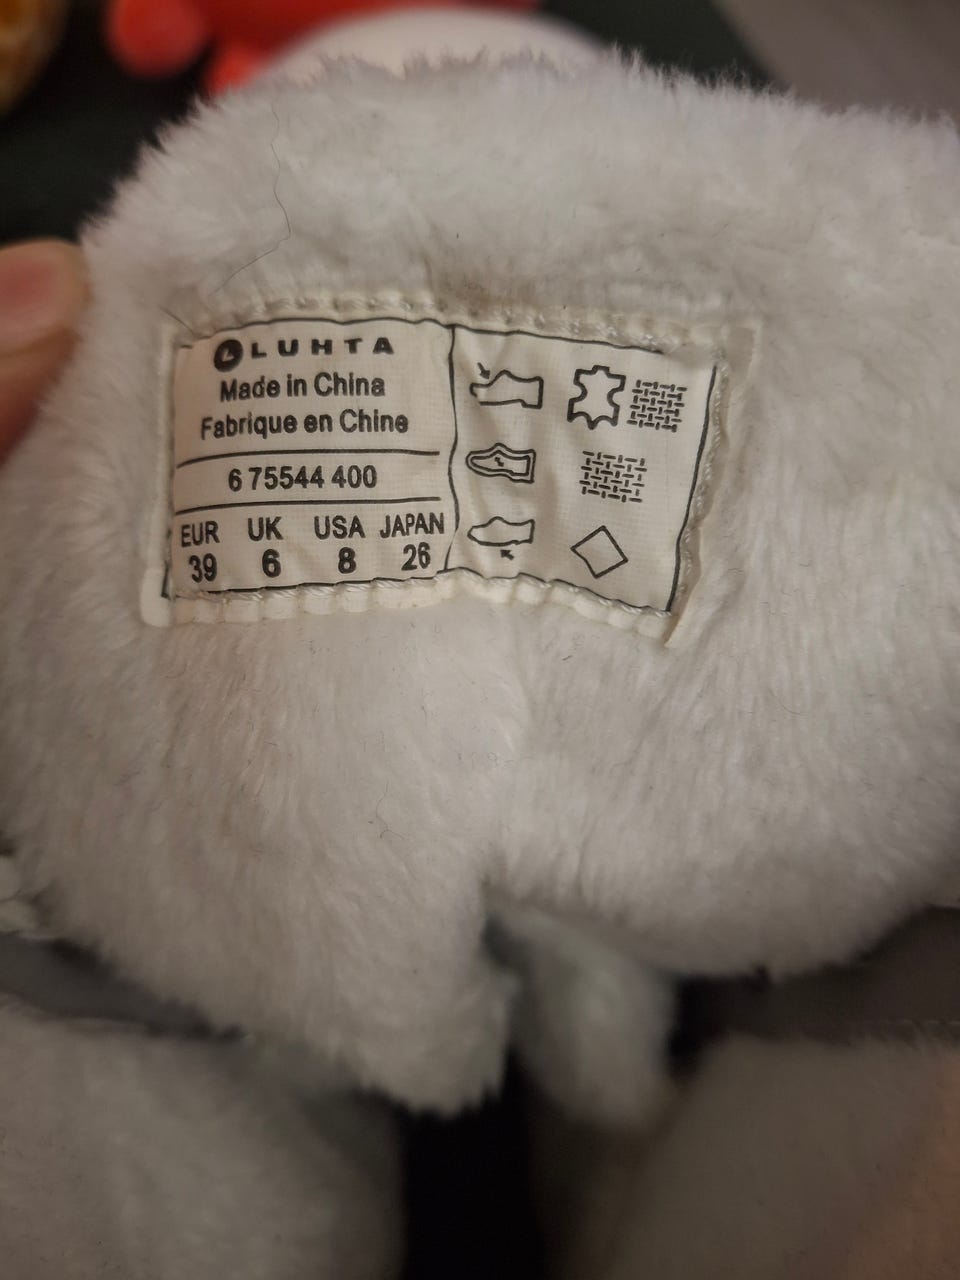 LUHTA
Made in China
Fabrique en Chine
6 75544 400
EUR UK USA JAPAN
39 6 8 26